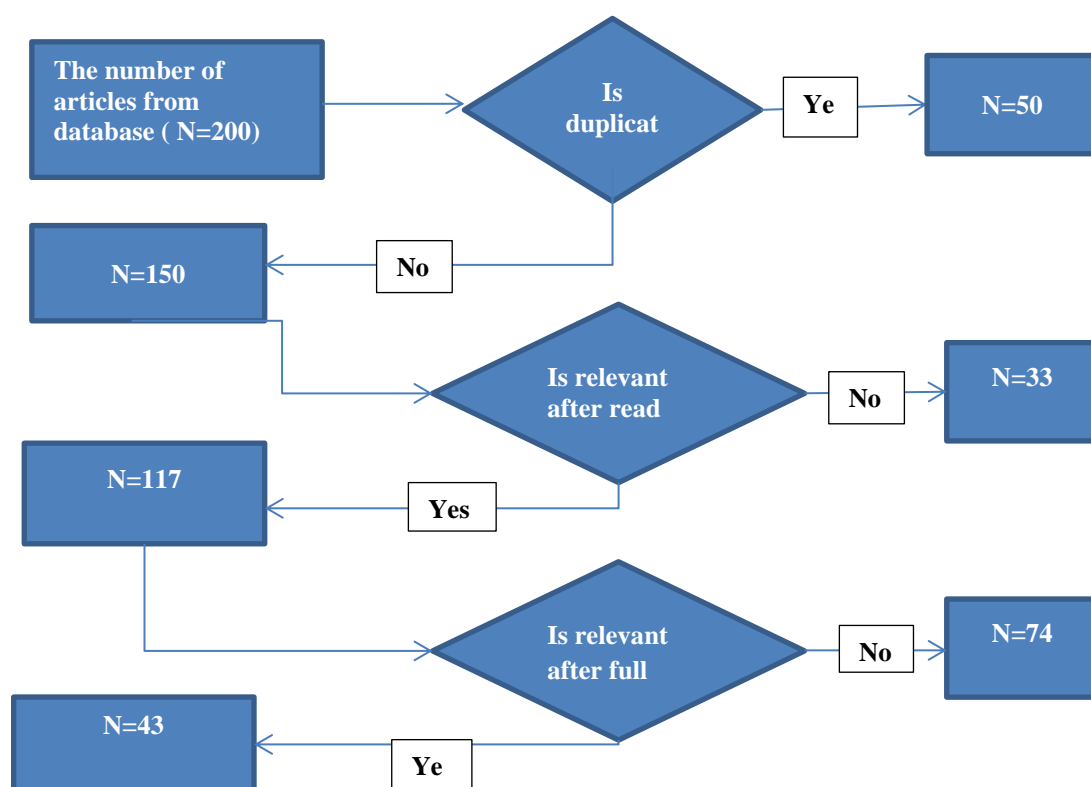 The number of
articles from
database ( N=200)
Is
duplicat
Ye
N=50
No
N=150
Is relevant
after read
No
N=33
Yes
N=117
Is relevant
after full
No
N=74
Ye
N=43